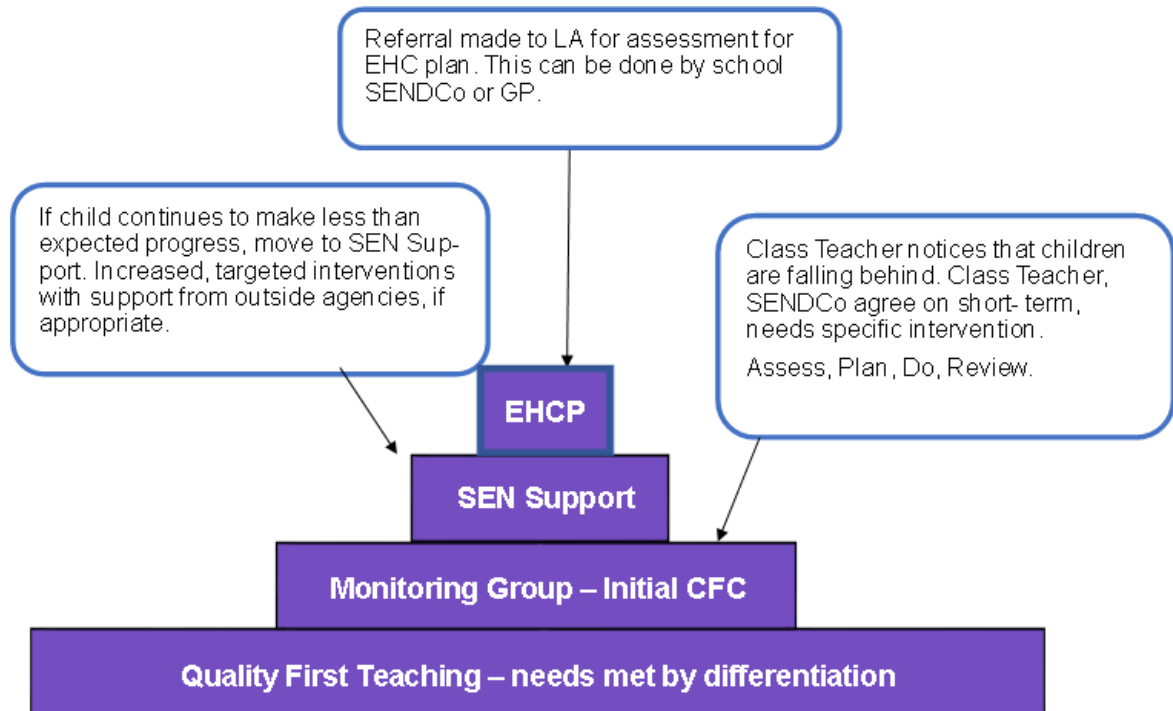 Referral made to LA for assessment for
EHC plan. This can be done by school
SENDCo or GP.
If child continues to make less than
expected progress, move to SEN Sup-
port. Increased, targeted interventions
with support from outside agencies, if
appropriate.
Class Teacher notices that children
are falling behind. Class Teacher,
SENDCo agree on short- term,
needs specific intervention.
Assess, Plan, Do, Review.
EHCP
SEN Support
Monitoring Group – Initial CFC
Quality First Teaching – needs met by differentiation